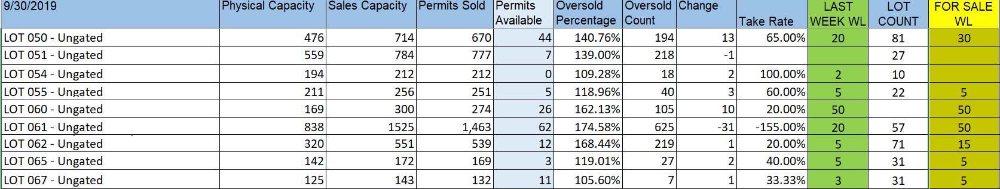 9/30/2019 Physical Capacity Sales Capacity Permits Sold Permits Available Oversold Percentage Oversold Count Change Take Rate LAST WEEK WL LOT COUNT FOR SALE WL
LOT 050 - Ungated 476 714 670 44 140.76% 194 13 65.00% 20 81 30
LOT 051 - Ungated 559 784 777 7 139.00% 218 -1 27
LOT 054 - Ungated 194 212 212 0 109.28% 18 2 100.00% 2 10
LOT 055 - Ungated 211 256 251 5 118.96% 40 3 60.00% 5 22 5
LOT 060 - Ungated 169 300 274 26 162.13% 105 10 20.00% 50 50
LOT 061 - Ungated 838 1525 1,463 62 174.58% 625 -31 -155.00% 20 57 50
LOT 062 - Ungated 320 551 539 12 168.44% 219 1 20.00% 5 71 15
LOT 065 - Ungated 142 172 169 3 119.01% 27 2 40.00% 5 31 5
LOT 067 - Ungated 125 143 132 11 105.60% 7 1 33.33% 3 31 5